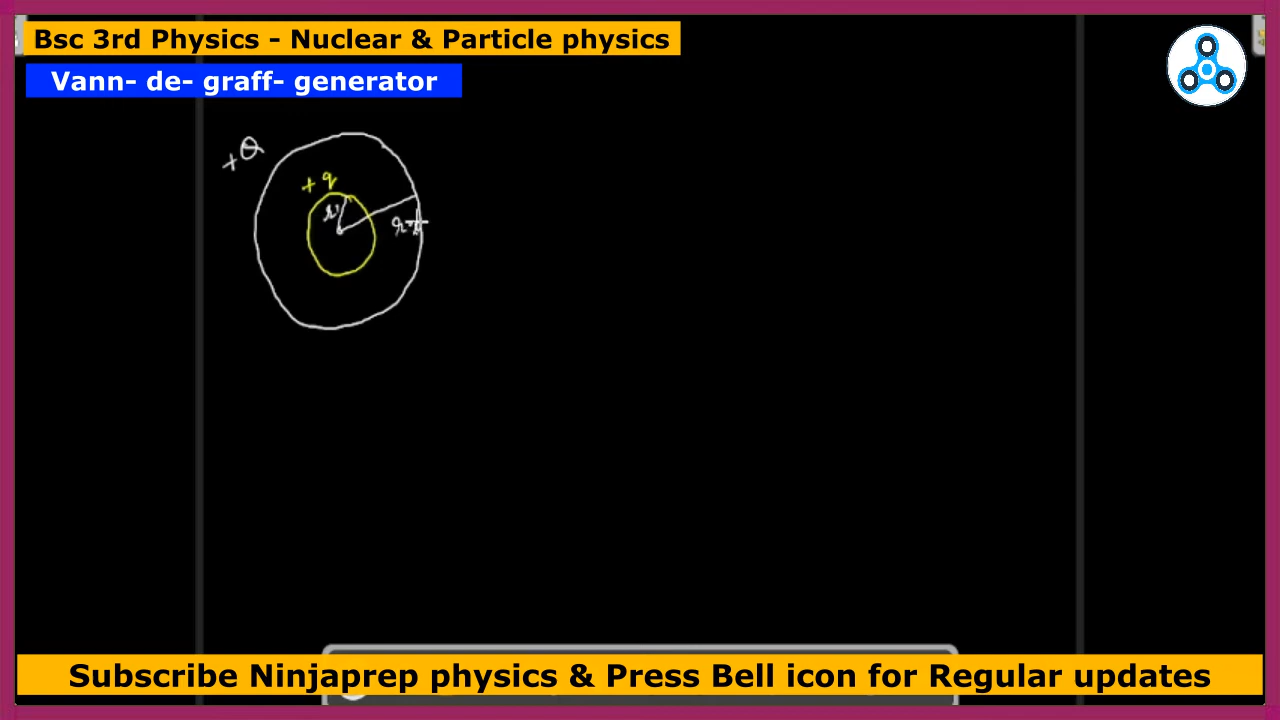 Bsc 3rd Physics - Nuclear & Particle physics
Vann- de- graff- generator
+Q
+q
Subscribe Ninjaprep physics & Press Bell icon for Regular updates